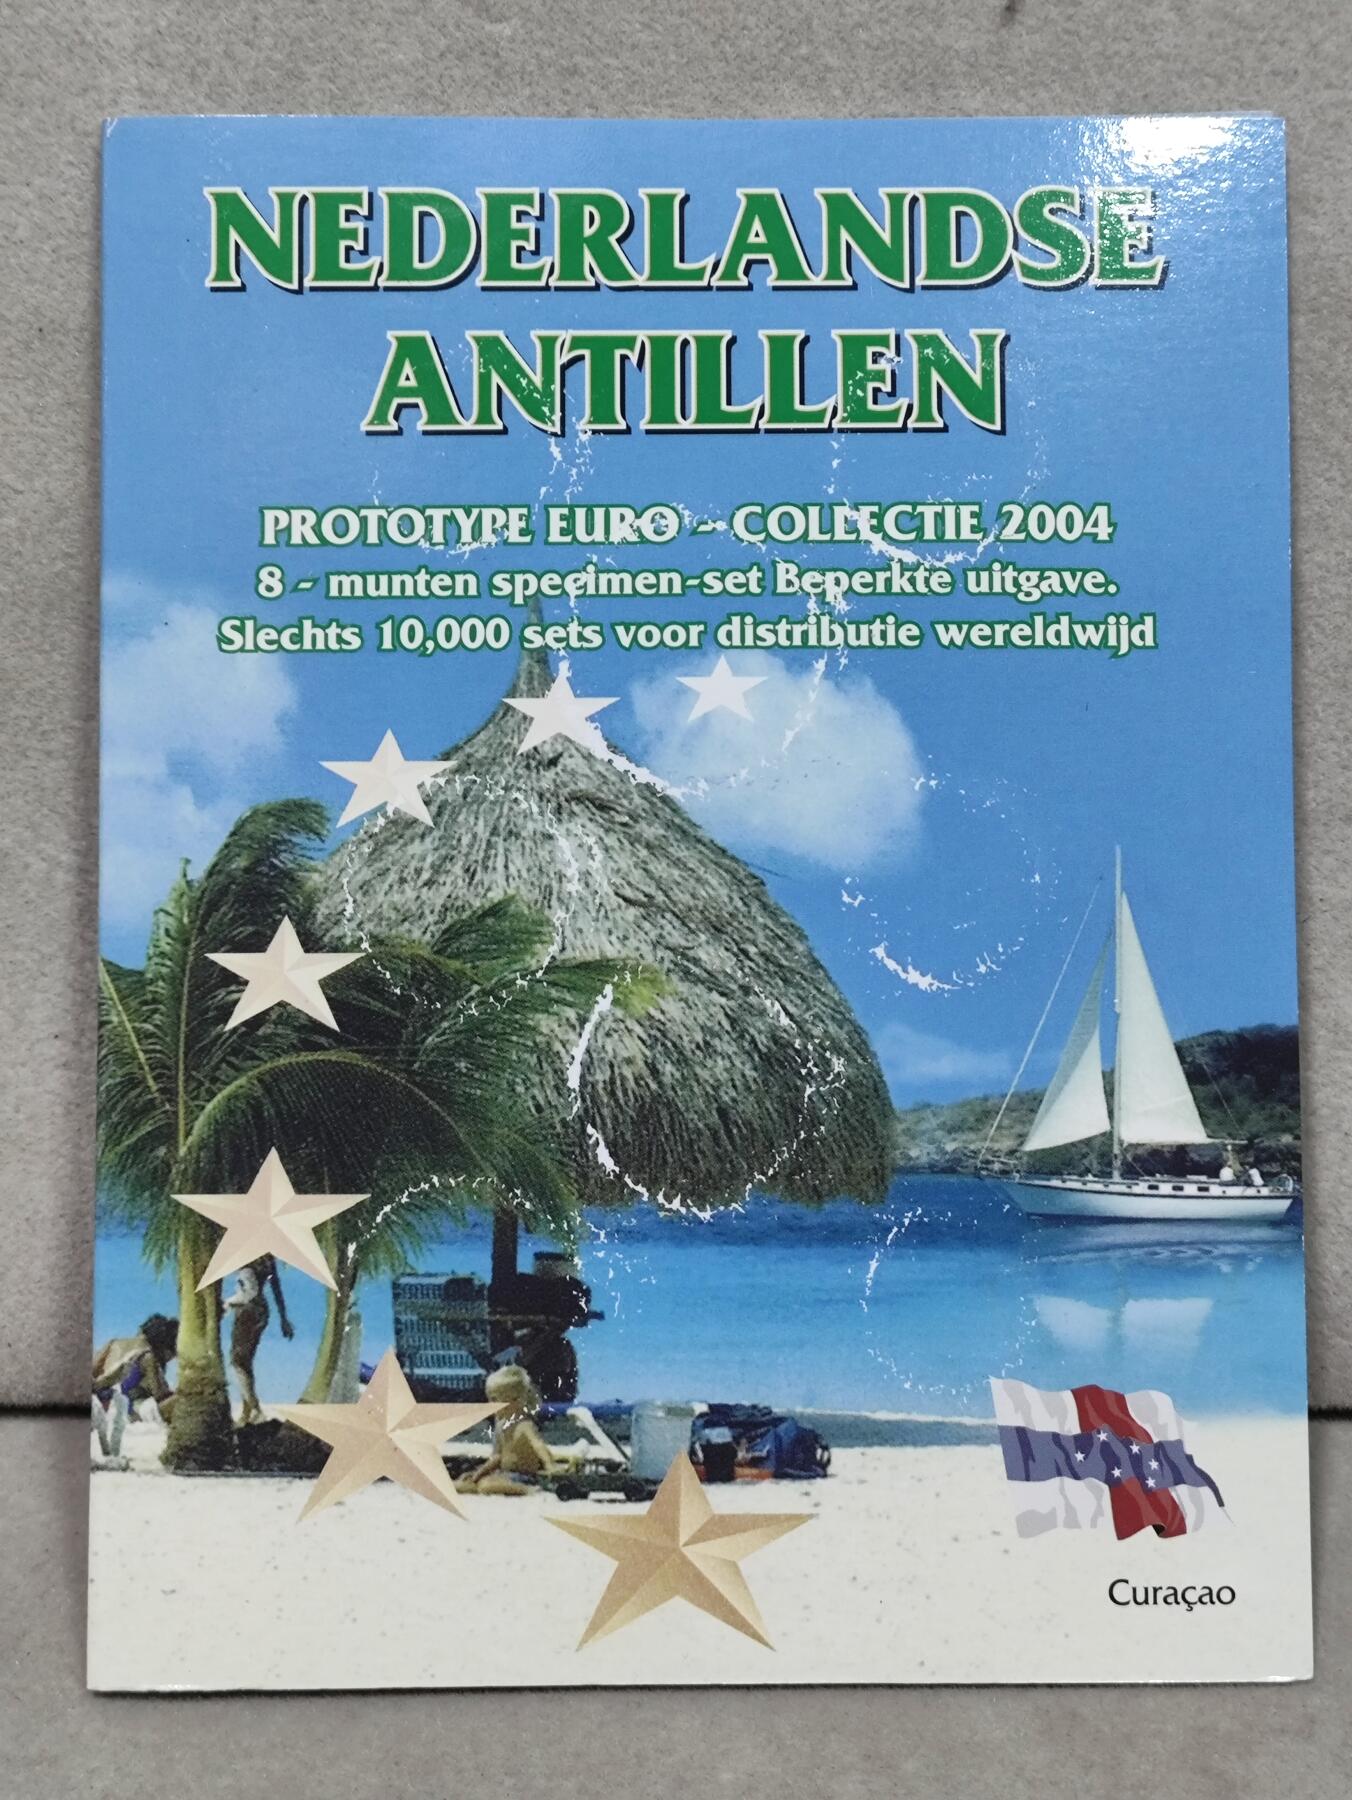 NEDERLANDSE
ANTILLEN
PROTOTYPE EURO - COLLECTIE 2004
8 - munten specimen-set Beperkte uitgave.
Slechts 10,000 sets voor distributie wereldwijd
Curaçao